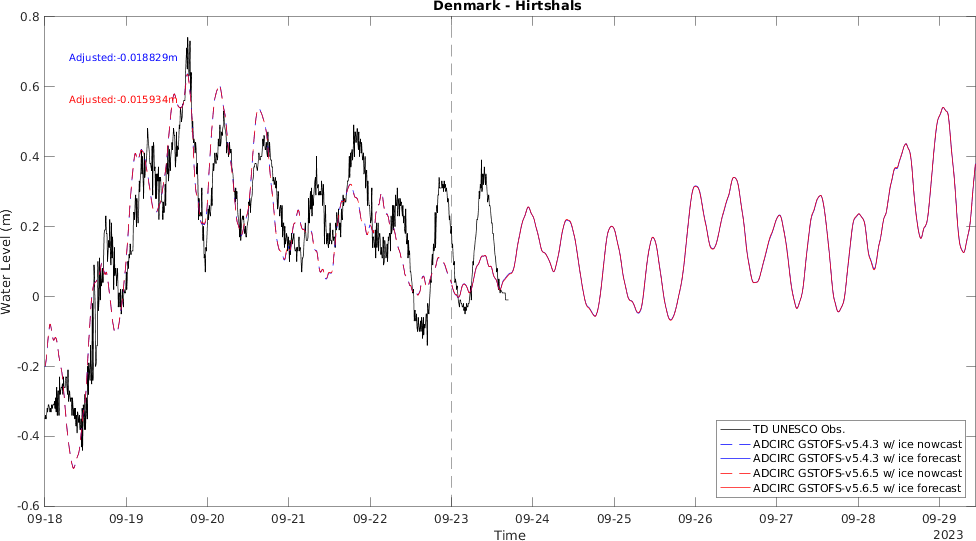 Denmark - Hirtshals
0.8
0.6
0.4
0.2
0
-0.2
-0.4
-0.6
Water Level (m)
Adjusted:-0.018829m
Adjusted:-0.015934m
TD UNESCO Obs.
ADCIRC GSTOFS-v5.4.3 w/ ice nowcast
ADCIRC GSTOFS-v5.4.3 w/ ice forecast
ADCIRC GSTOFS-v5.6.5 w/ ice nowcast
ADCIRC GSTOFS-v5.6.5 w/ ice forecast
09-18 09-19 09-20 09-21 09-22 09-23 09-24 09-25 09-26 09-27 09-28 09-29
Time
2023